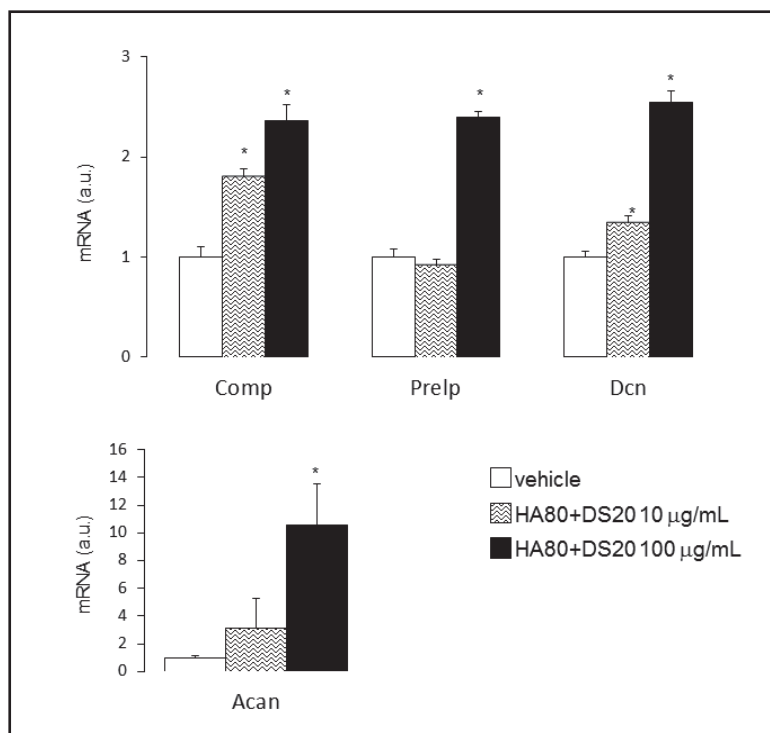 3
2
1
0
mRNA (a.u.)
*
*
*
*
*
Comp Prelp Dcn
16
14
12
10
8
6
4
2
0
mRNA (a.u.)
*
Acan
vehicle
HA80+DS20 10 μg/mL
HA80+DS20 100 μg/mL